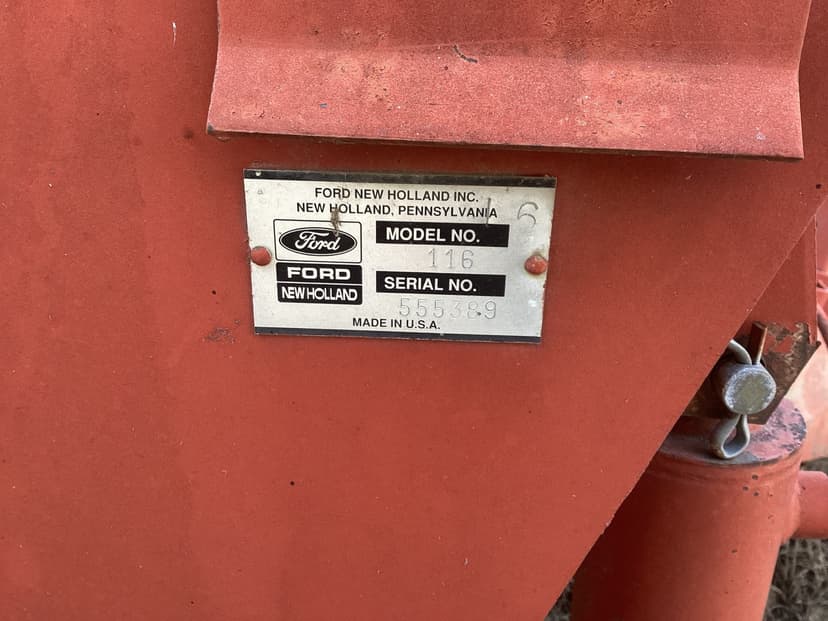 FORD NEW HOLLAND INC.
NEW HOLLAND, PENNSYLVANIA
16
Ford
FORD
NEW HOLLAND
MODEL NO.
116
SERIAL NO.
555389
MADE IN U.S.A.